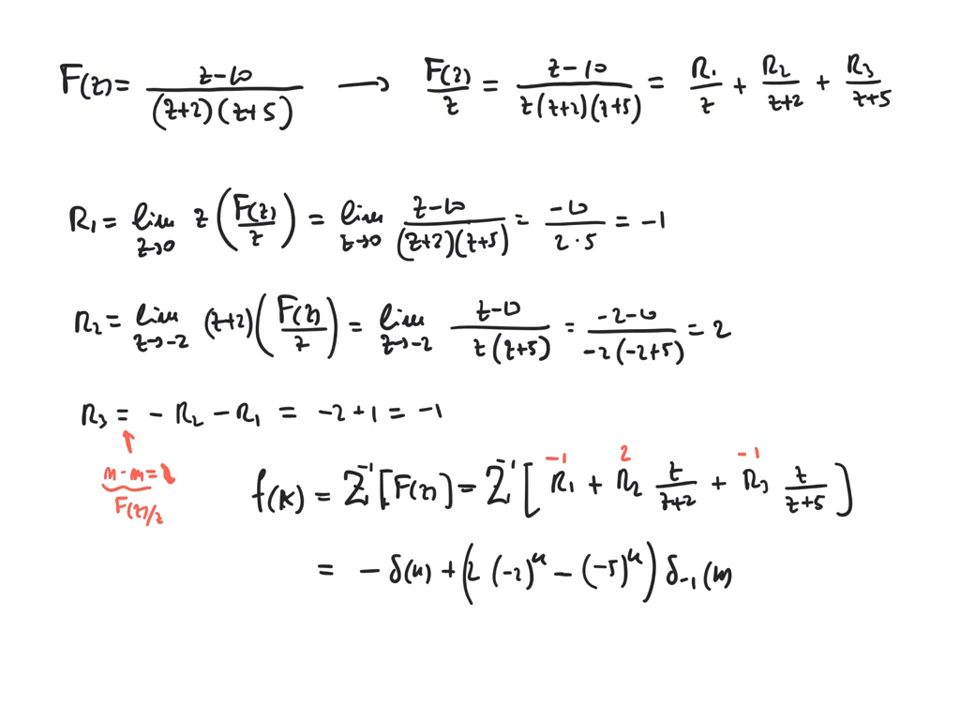 F(z) = z-10 / (z+2)(z+5) → F(z)/z = z-10 / z(z+2)(z+5) = R1/z + R2/z+2 + R3/z+5
R1 = lim z→0 z (F(z)/z) = lim z→0 z-10 / (z+2)(z+5) = -10 / 2·5 = -1
R2 = lim z→-2 (z+2) (F(z)/z) = lim z→-2 z-10 / z(z+5) = -2-10 / -2(-2+5) = 2
R3 = - R2 - R1 = -2+1 = -1
↑
n-m=2
F(z)/z
-1 2 -1
f(k) = Z⁻¹[F(z)] = Z⁻¹[R1 + R2 z/z+2 + R3 z/z+5]
= - δ(k) + (2 (-2)^k - (-5)^k) δ-1(k)